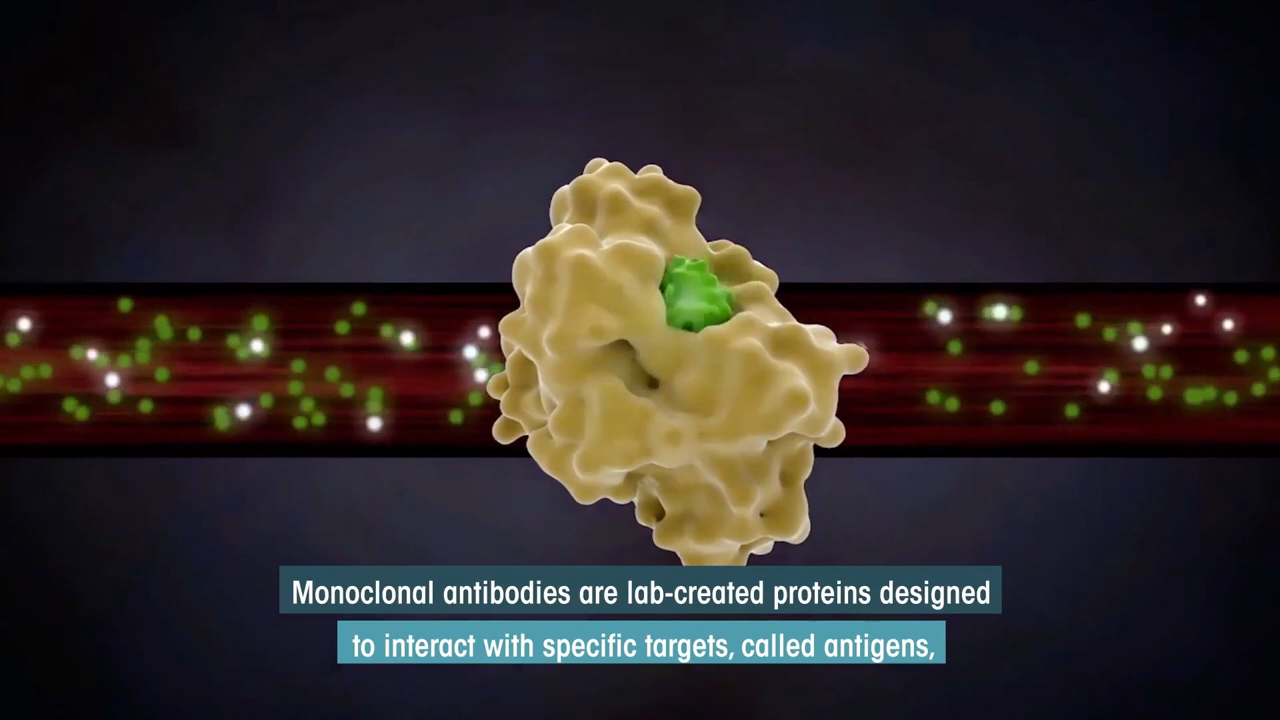 Monoclonal antibodies are lab-created proteins designed
to interact with specific targets, called antigens,